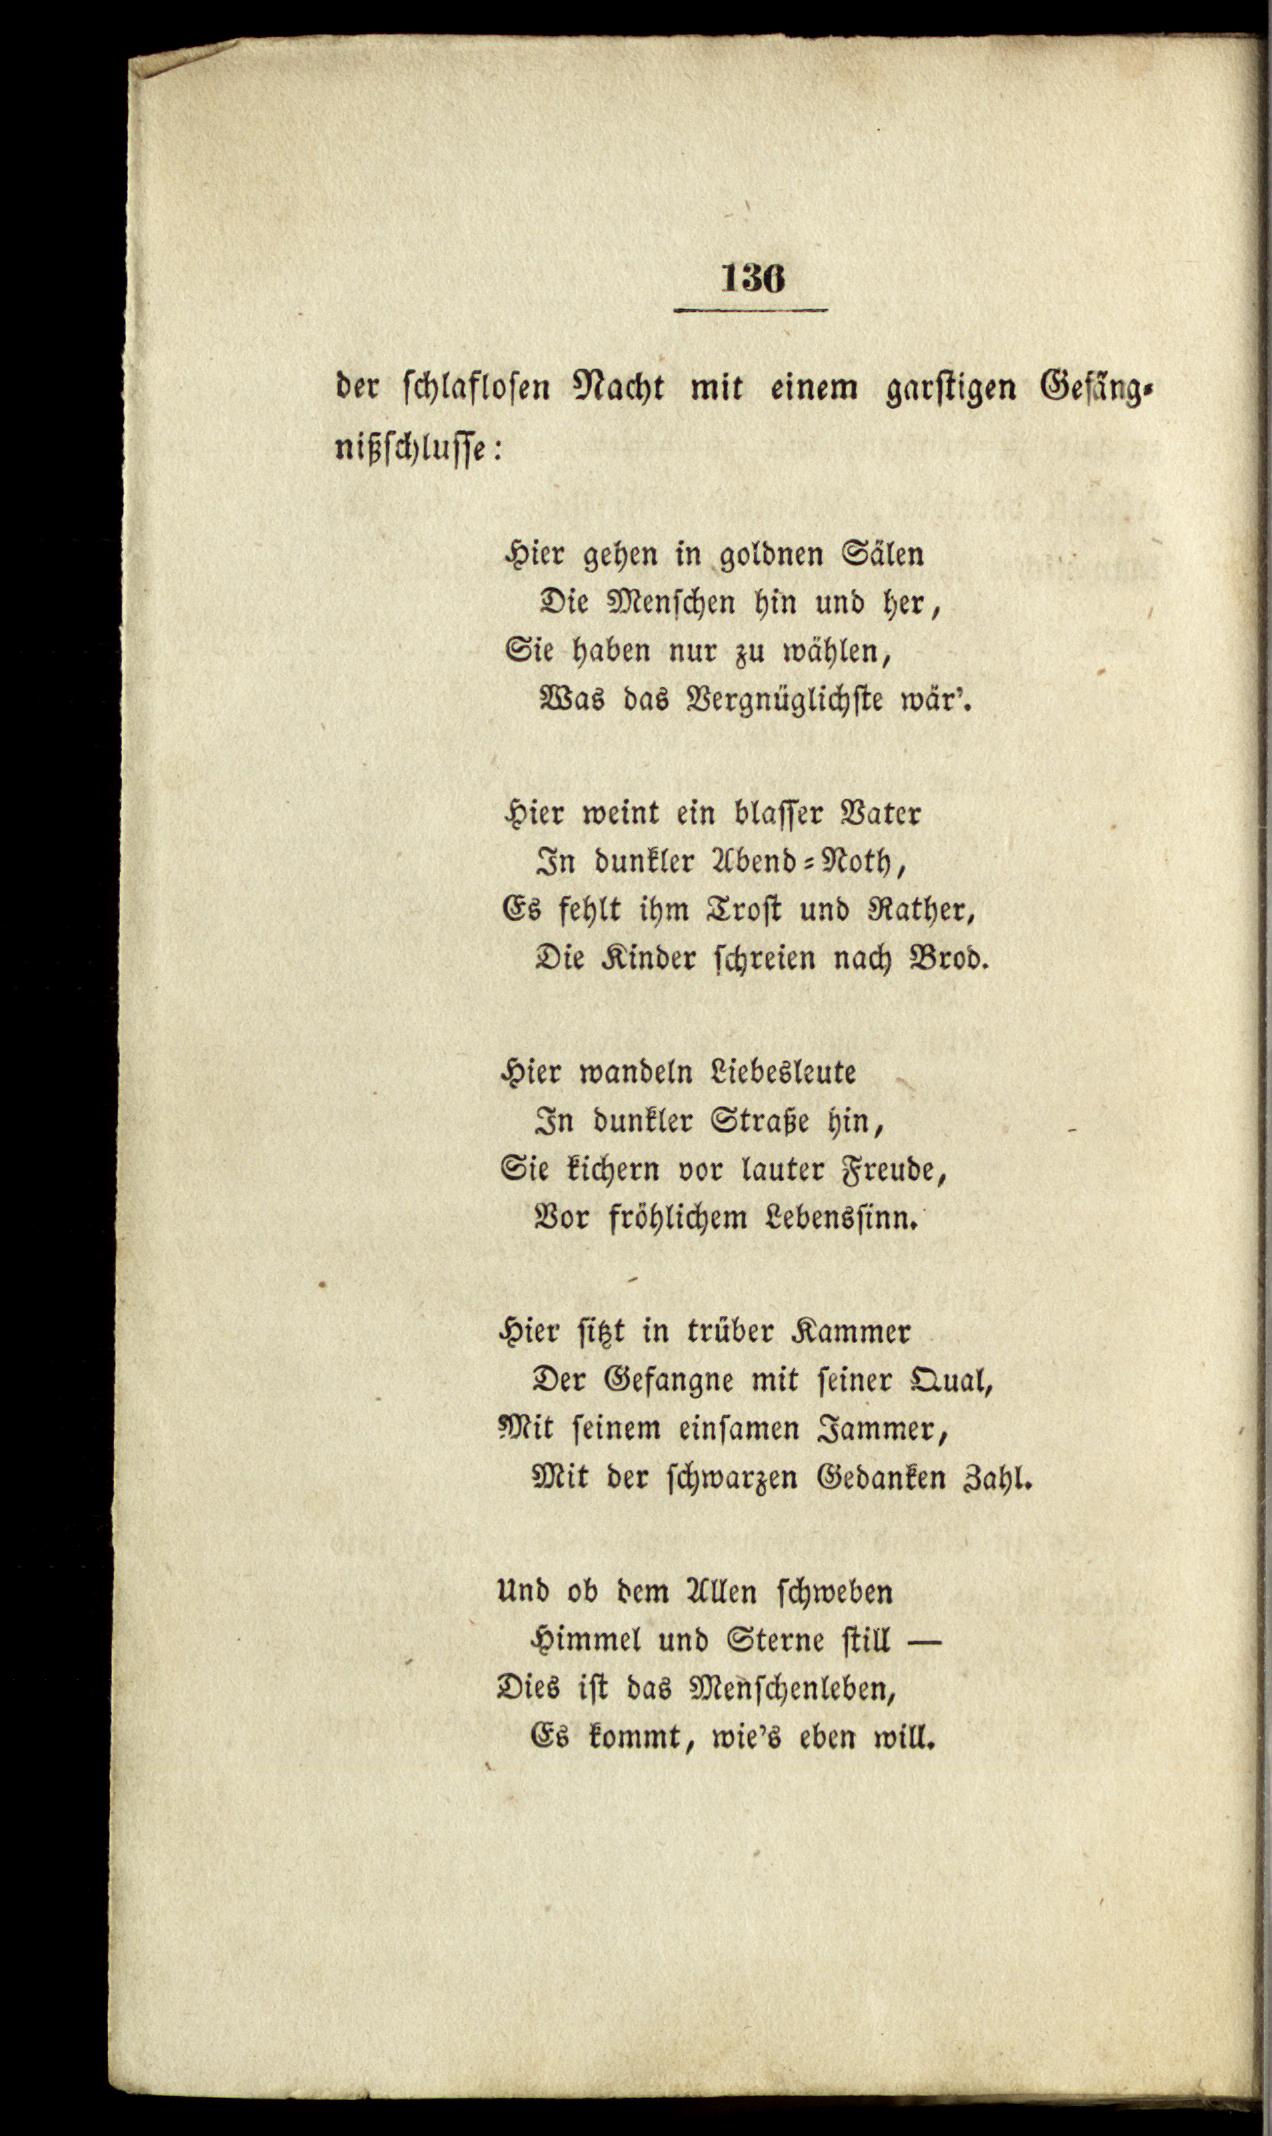 136
der ſchlafloſen Nacht mit einem garſtigen Gefäng⸗
nißſchluſſe:
Hier gehen in goldnen Sälen
Die Menſchen hin und her,
Sie haben nur zu wählen,
Was das Vergnüglichſte wär’.
Hier weint ein blaſſer Vater
In dunkler Abend⸗Noth,
Es fehlt ihm Troſt und Rather,
Die Kinder ſchreien nach Brod.
Hier wandeln Liebesleute
In dunkler Straße hin,
Sie kichern vor lauter Freude,
Vor fröhlichem Lebensſinn.
Hier ſitzt in trüber Kammer
Der Gefangne mit ſeiner Qual,
Mit ſeinem einſamen Jammer,
Mit der ſchwarzen Gedanken Zahl.
Und ob dem Allen ſchweben
Himmel und Sterne ſtill —
Dies iſt das Menſchenleben,
Es kommt, wie’s eben will.